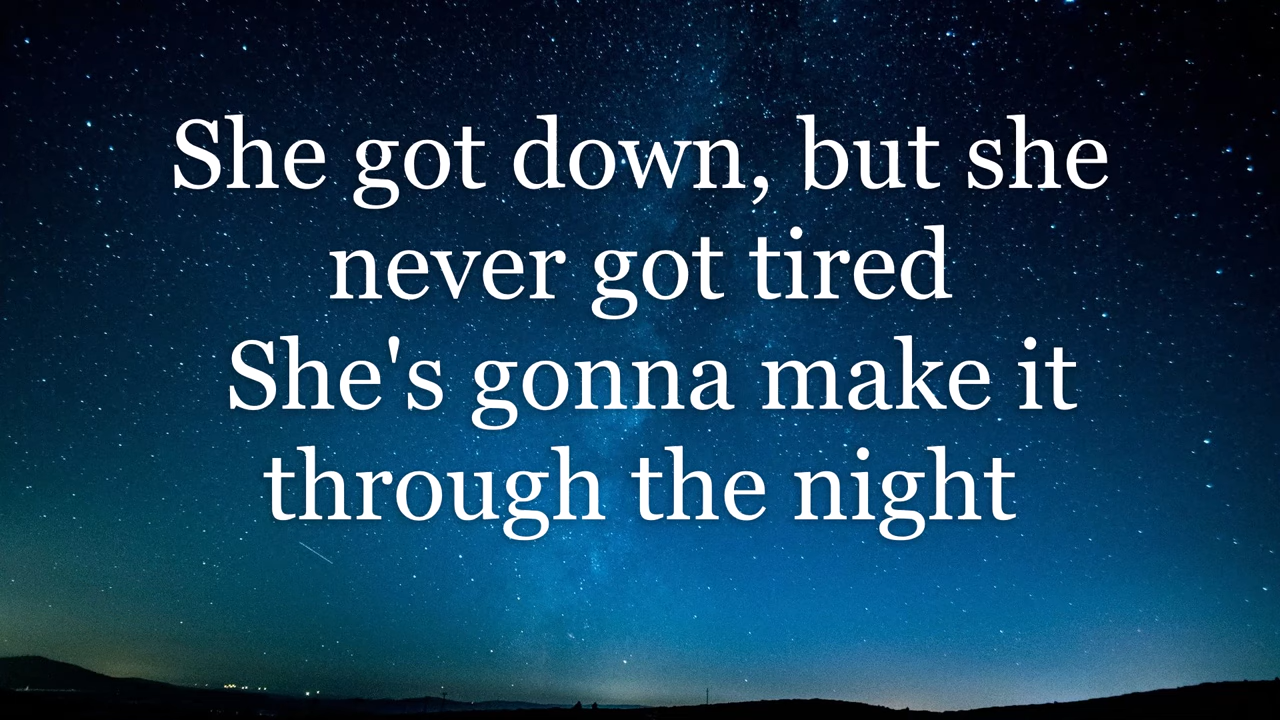 She got down, but she
never got tired
She's gonna make it
through the night